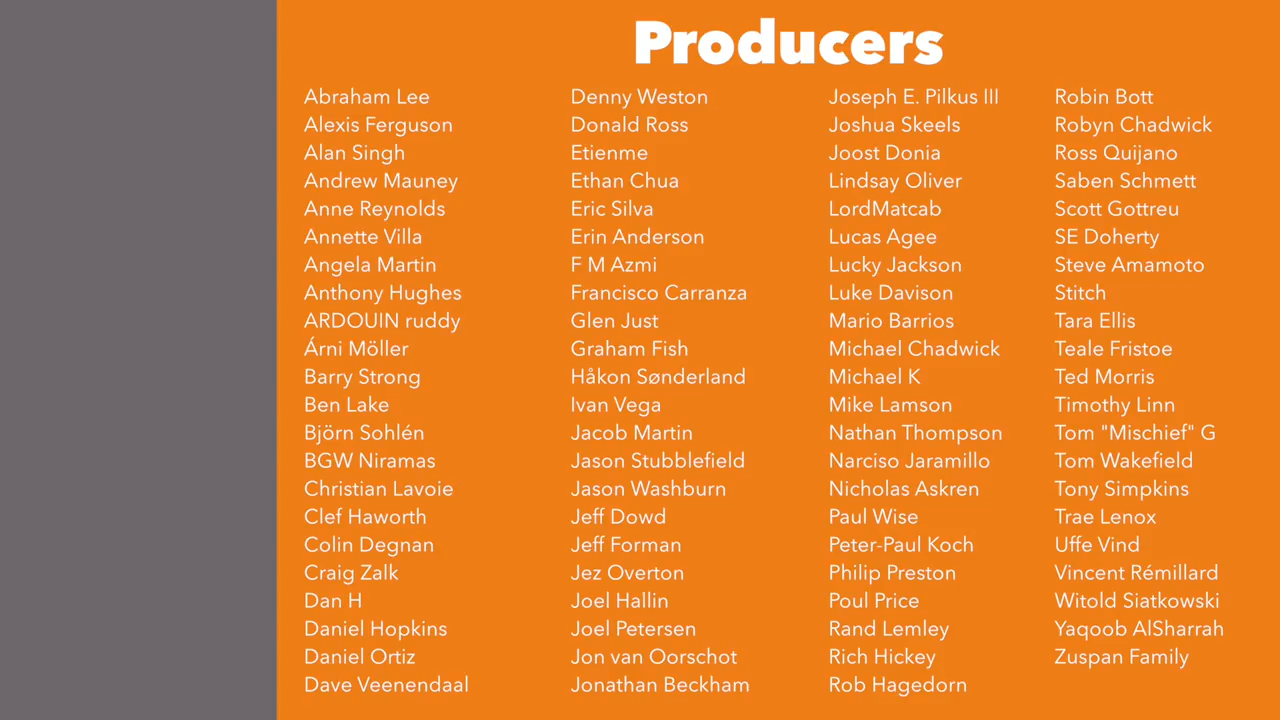 Producers
Abraham Lee
Alexis Ferguson
Alan Singh
Andrew Mauney
Anne Reynolds
Annette Villa
Angela Martin
Anthony Hughes
ARDOUIN ruddy
Árni Möller
Barry Strong
Ben Lake
Björn Sohlén
BGW Niramas
Christian Lavoie
Clef Haworth
Colin Degnan
Craig Zalk
Dan H
Daniel Hopkins
Daniel Ortiz
Dave Veenendaal
Denny Weston
Donald Ross
Etienme
Ethan Chua
Eric Silva
Erin Anderson
F M Azmi
Francisco Carranza
Glen Just
Graham Fish
Håkon Sønderland
Ivan Vega
Jacob Martin
Jason Stubblefield
Jason Washburn
Jeff Dowd
Jeff Forman
Jez Overton
Joel Hallin
Joel Petersen
Jon van Oorschot
Jonathan Beckham
Joseph E. Pilkus III
Joshua Skeels
Joost Donia
Lindsay Oliver
LordMatcab
Lucas Agee
Lucky Jackson
Luke Davison
Mario Barrios
Michael Chadwick
Michael K
Mike Lamson
Nathan Thompson
Narciso Jaramillo
Nicholas Askren
Paul Wise
Peter-Paul Koch
Philip Preston
Poul Price
Rand Lemley
Rich Hickey
Rob Hagedorn
Robin Bott
Robyn Chadwick
Ross Quijano
Saben Schmett
Scott Gottreu
SE Doherty
Steve Amamoto
Stitch
Tara Ellis
Teale Fristoe
Ted Morris
Timothy Linn
Tom "Mischief" G
Tom Wakefield
Tony Simpkins
Trae Lenox
Uffe Vind
Vincent Rémillard
Witold Siatkowski
Yaqoob AlSharrah
Zuspan Family